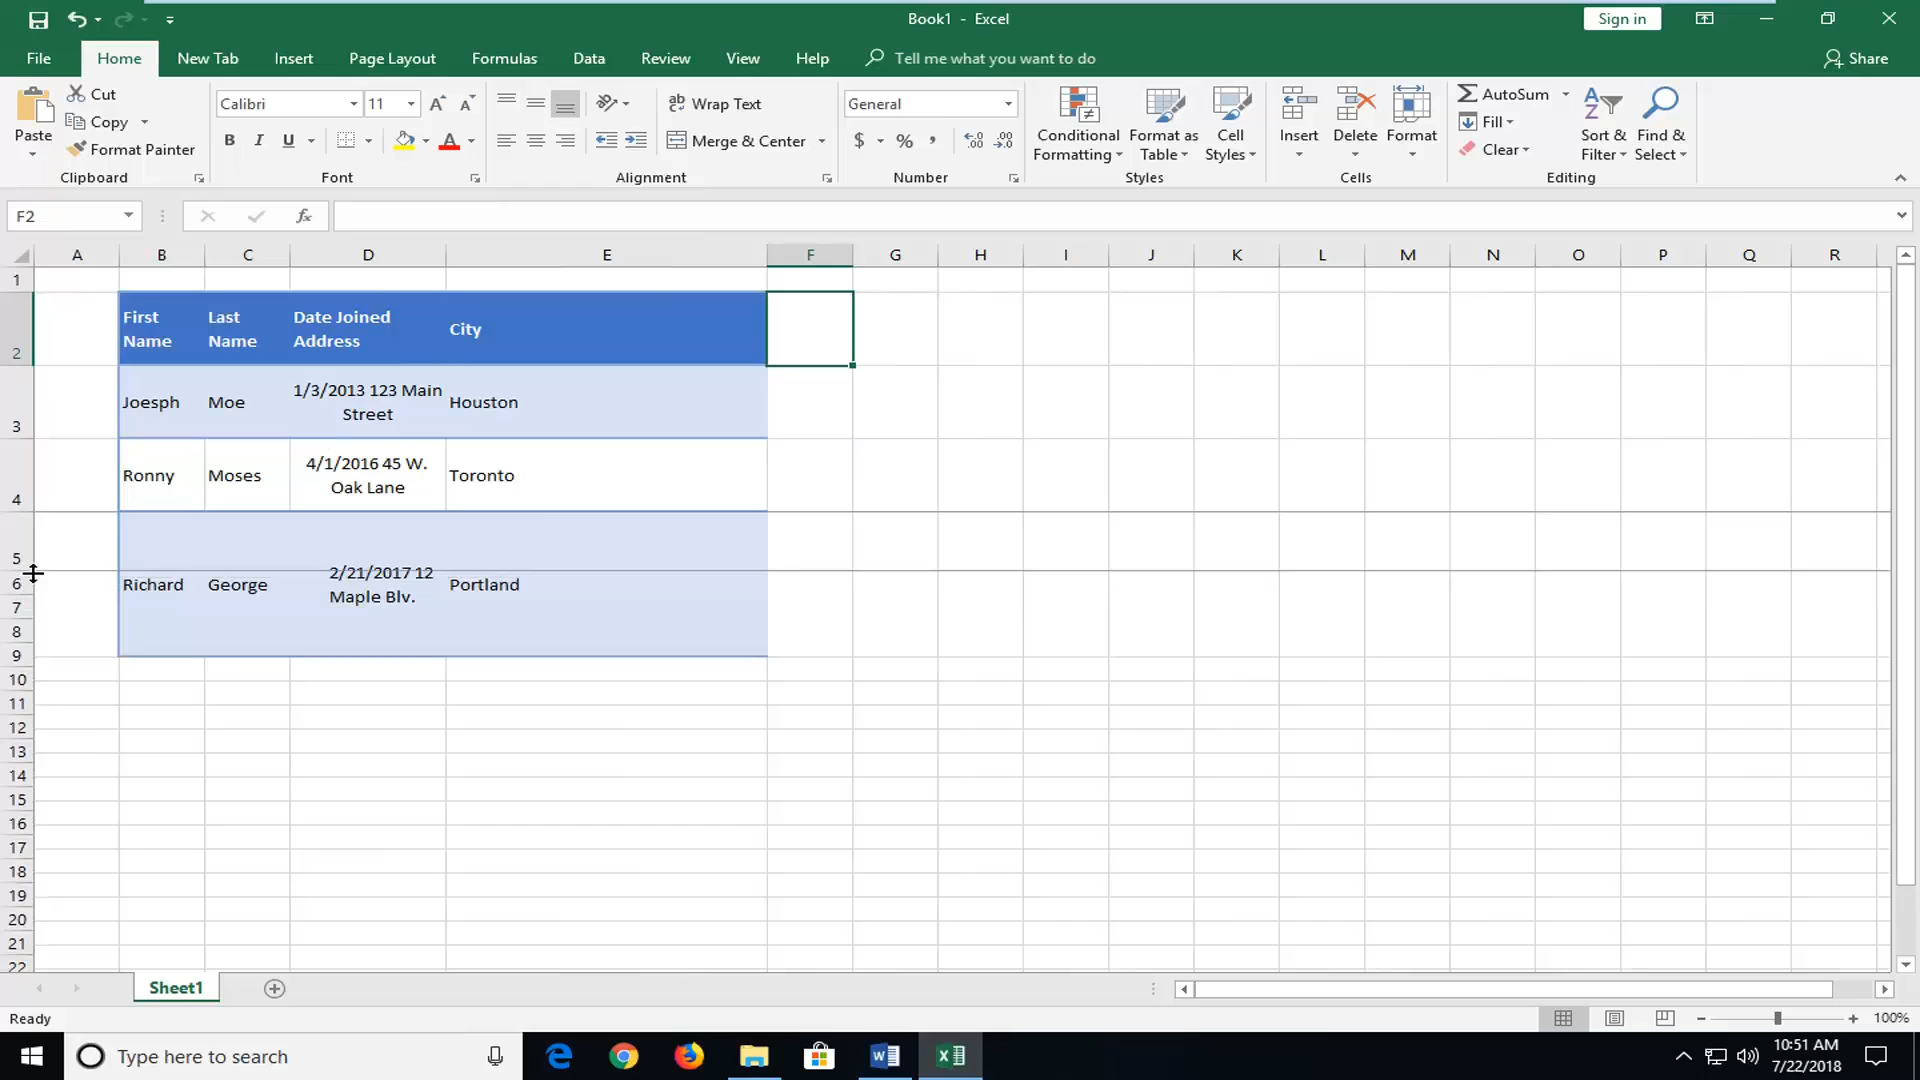 Book1 - Excel
Sign in
File Home New Tab Insert Page Layout Formulas Data Review View Help Tell me what you want to do Share
Paste
Cut
Copy
Format Painter
Clipboard
Calibri 11
B I U A
Font
Wrap Text
Merge & Center
Alignment
General
$ % ,
Number
Conditional Formatting
Format as Table
Cell Styles
Styles
Insert Delete Format
Cells
AutoSum
Fill
Clear
Sort & Filter
Find & Select
Editing
F2 fx
A B C D E F G H I J K L M N O P Q R
1
2
3
4
5
6
7
8
9
10
11
12
13
14
15
16
17
18
19
20
21
22
First Name Last Name Date Joined Address City
Joesph Moe 1/3/2013 123 Main Street Houston
Ronny Moses 4/1/2016 45 W. Oak Lane Toronto
Richard George 2/21/2017 12 Maple Blv. Portland
Sheet1
Ready
100%
Type here to search
10:51 AM
7/22/2018